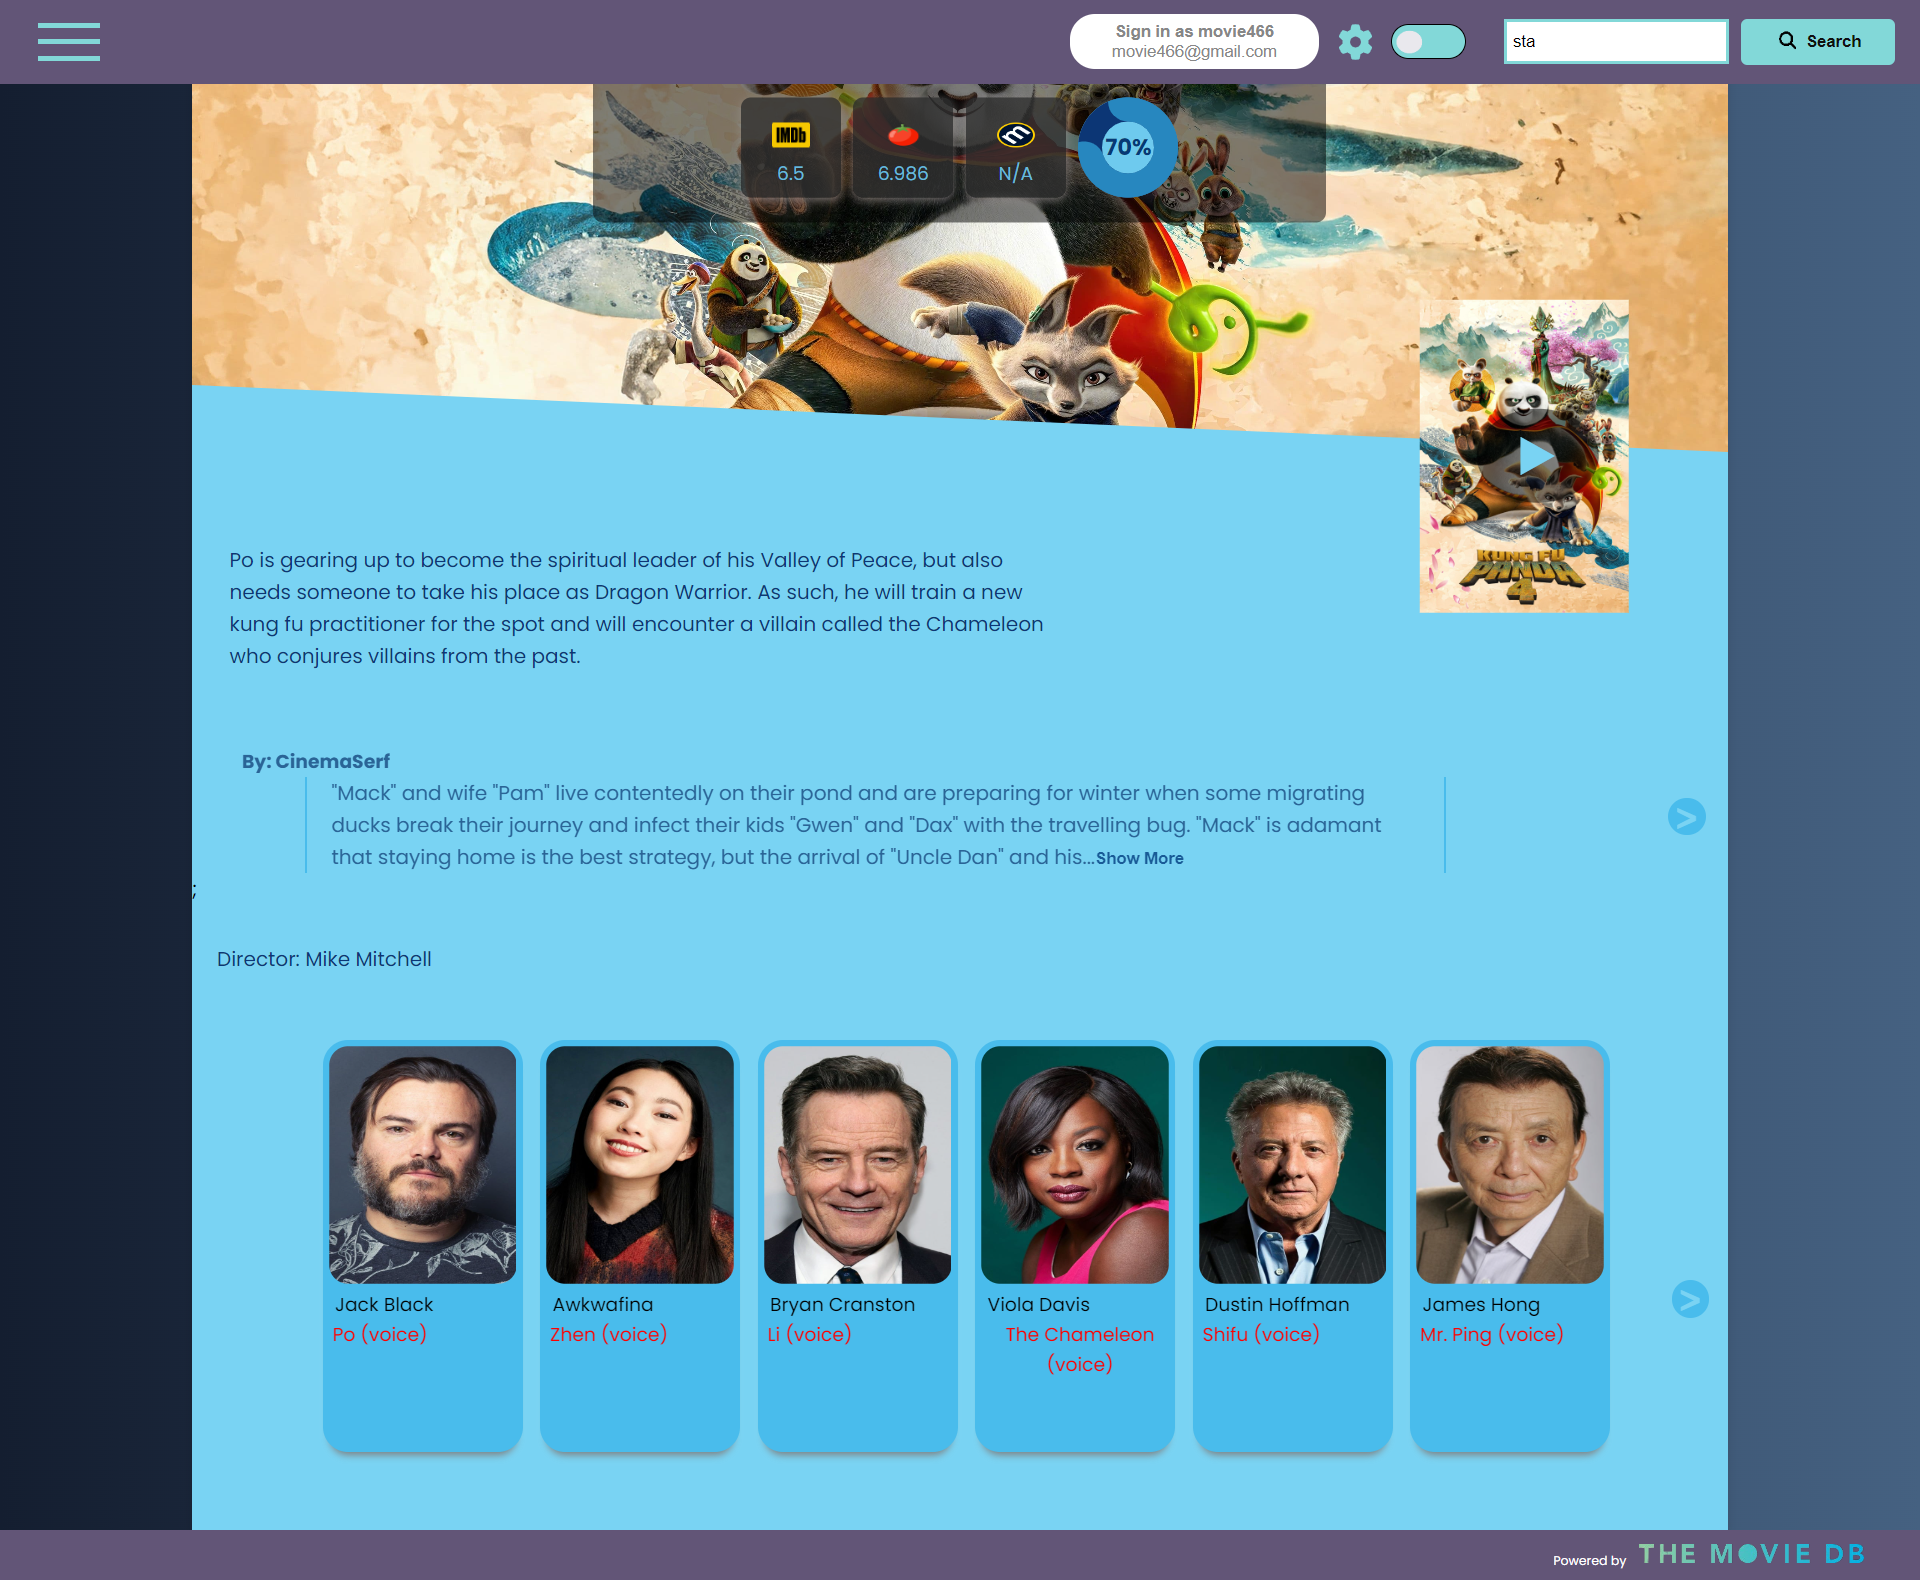 Sign in as movie466
movie466@gmail.com
sta
Search
IMDb
6.5
6.986
m
N/A
70%
KUNG FU
PANDA
4
Po is gearing up to become the spiritual leader of his Valley of Peace, but also
needs someone to take his place as Dragon Warrior. As such, he will train a new
kung fu practitioner for the spot and will encounter a villain called the Chameleon
who conjures villains from the past.
By: CinemaSerf
"Mack" and wife "Pam" live contentedly on their pond and are preparing for winter when some migrating
ducks break their journey and infect their kids "Gwen" and "Dax" with the travelling bug. "Mack" is adamant
that staying home is the best strategy, but the arrival of "Uncle Dan" and his...Show More
>
;
Director: Mike Mitchell
Jack Black
Po (voice)
Awkwafina
Zhen (voice)
Bryan Cranston
Li (voice)
Viola Davis
The Chameleon
(voice)
Dustin Hoffman
Shifu (voice)
James Hong
Mr. Ping (voice)
>
Powered by THE MOVIE DB